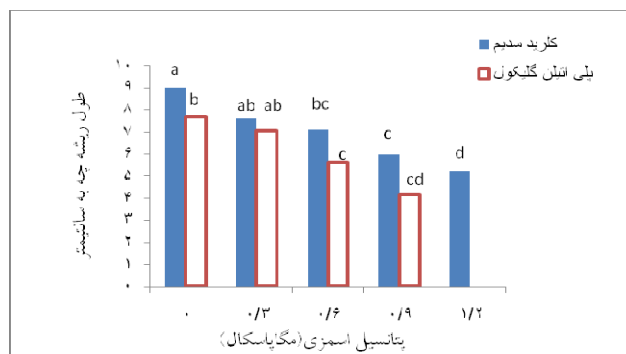 کلرید سدیم
پلی اتیلن گلیکول
طول ریشه چه به سانتیمتر
۱۰
۹
۸
۷
۶
۵
۴
۳
۲
۱
۰
a
b
ab
ab
bc
c
c
cd
d
۰ ۰/۳ ۰/۶ ۰/۹ ۱/۲
پتانسیل اسمزی(مگاپاسکال)